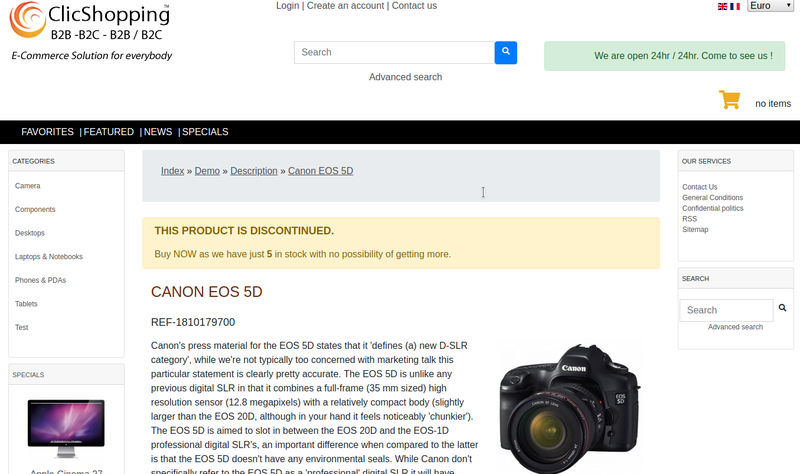 Login | Create an account | Contact us
Euro
ClicShopping™
B2B -B2C - B2B / B2C
E-Commerce Solution for everybody
Search
Advanced search
We are open 24hr / 24hr. Come to see us !
no items
FAVORITES | FEATURED | NEWS | SPECIALS
CATEGORIES
Camera
Components
Desktops
Laptops & Notebooks
Phones & PDAs
Tablets
Test
SPECIALS
Apple Cinema 27
Index » Demo » Description » Canon EOS 5D
THIS PRODUCT IS DISCONTINUED.
Buy NOW as we have just 5 in stock with no possibility of getting more.
CANON EOS 5D
REF-1810179700
Canon's press material for the EOS 5D states that it 'defines (a) new D-SLR
category', while we're not typically too concerned with marketing talk this
particular statement is clearly pretty accurate. The EOS 5D is unlike any
previous digital SLR in that it combines a full-frame (35 mm sized) high
resolution sensor (12.8 megapixels) with a relatively compact body (slightly
larger than the EOS 20D, although in your hand it feels noticeably 'chunkier').
The EOS 5D is aimed to slot in between the EOS 20D and the EOS-1D
professional digital SLR's, an important difference when compared to the latter
is that the EOS 5D doesn't have any environmental seals. While Canon don't
specifically refer to the EOS 5D as a 'professional' digital SLR it will have
Canon
EOS
5D
OUR SERVICES
Contact Us
General Conditions
Confidential politics
RSS
Sitemap
SEARCH
Search
Advanced search